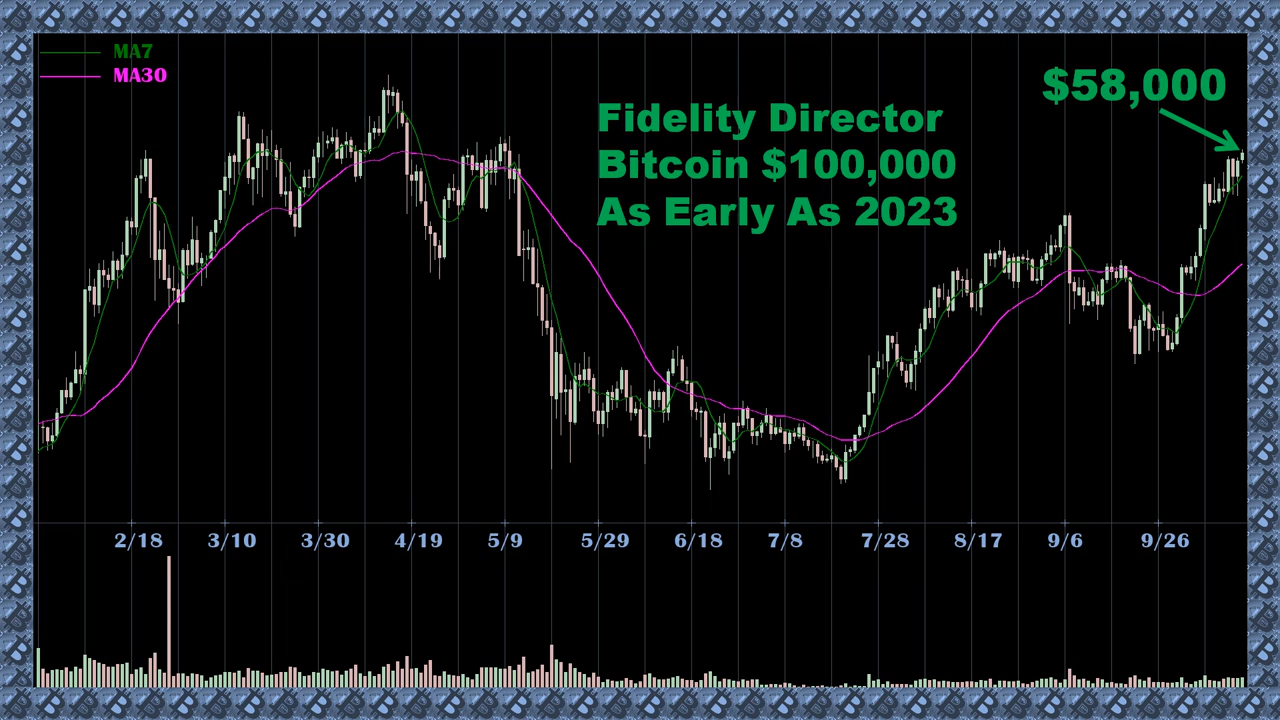 MA7
MA30
$58,000
Fidelity Director
Bitcoin $100,000
As Early As 2023
2/18 3/10 3/30 4/19 5/9 5/29 6/18 7/8 7/28 8/17 9/6 9/26